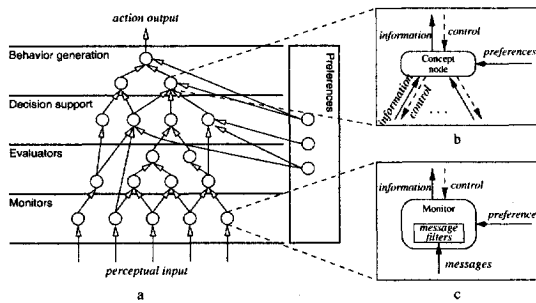 action output
Behavior generation
Decision support
Evaluators
Monitors
perceptual input
a
Preferences
information
control
Concept
node
preferences
information
control
. . .
b
information
control
Monitor
message
filters
preference
messages
c